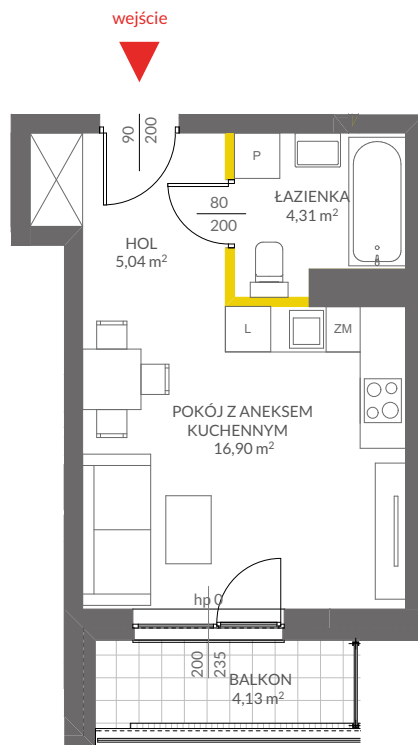 wejście
90
200
P
80
200
ŁAZIENKA
4,31 m²
HOL
5,04 m²
L
ZM
POKÓJ Z ANEKSEM
KUCHENNYM
16,90 m²
hp 0
200
235
BALKON
4,13 m²